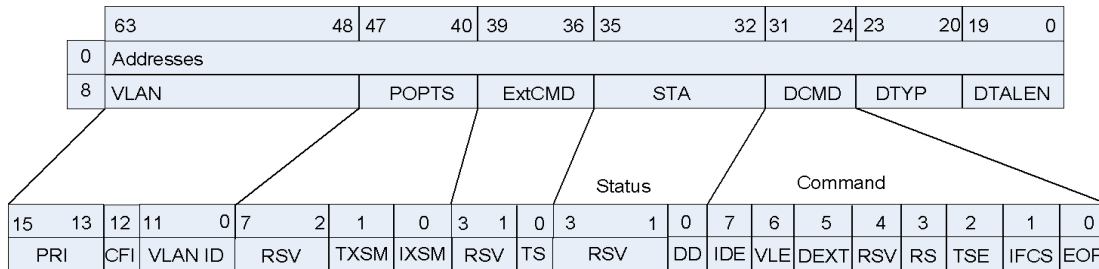 63 48 47 40 39 36 35 32 31 24 23 20 19 0
0 Addresses
8 VLAN POPTS ExtCMD STA DCMD DTYP DTALEN
Status Command
15 13 12 11 0 7 2 1 0 3 1 0 3 1 0 7 6 5 4 3 2 1 0
PRI CFI VLAN ID RSV TXSM IXSM RSV TS RSV DD IDE VLE DEXT RSV RS TSE IFCS EOP